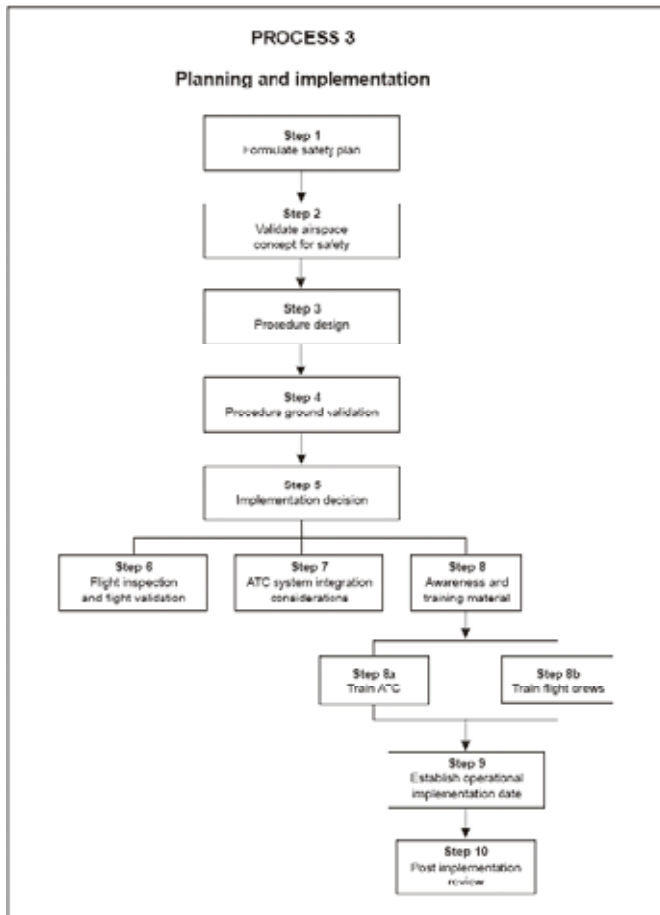 PROCESS 3
Planning and implementation
Step 1
Formulate safety plan
Step 2
Validate airspace
concept for safety
Step 3
Procedure design
Step 4
Procedure ground validation
Step 5
Implementation decision
Step 6
Flight inspection
and flight validation
Step 7
ATC system integration
considerations
Step 8
Awareness and
training material
Step 8a
Train ATC
Step 8b
Train flight crews
Step 9
Establish operational
implementation date
Step 10
Post implementation
review